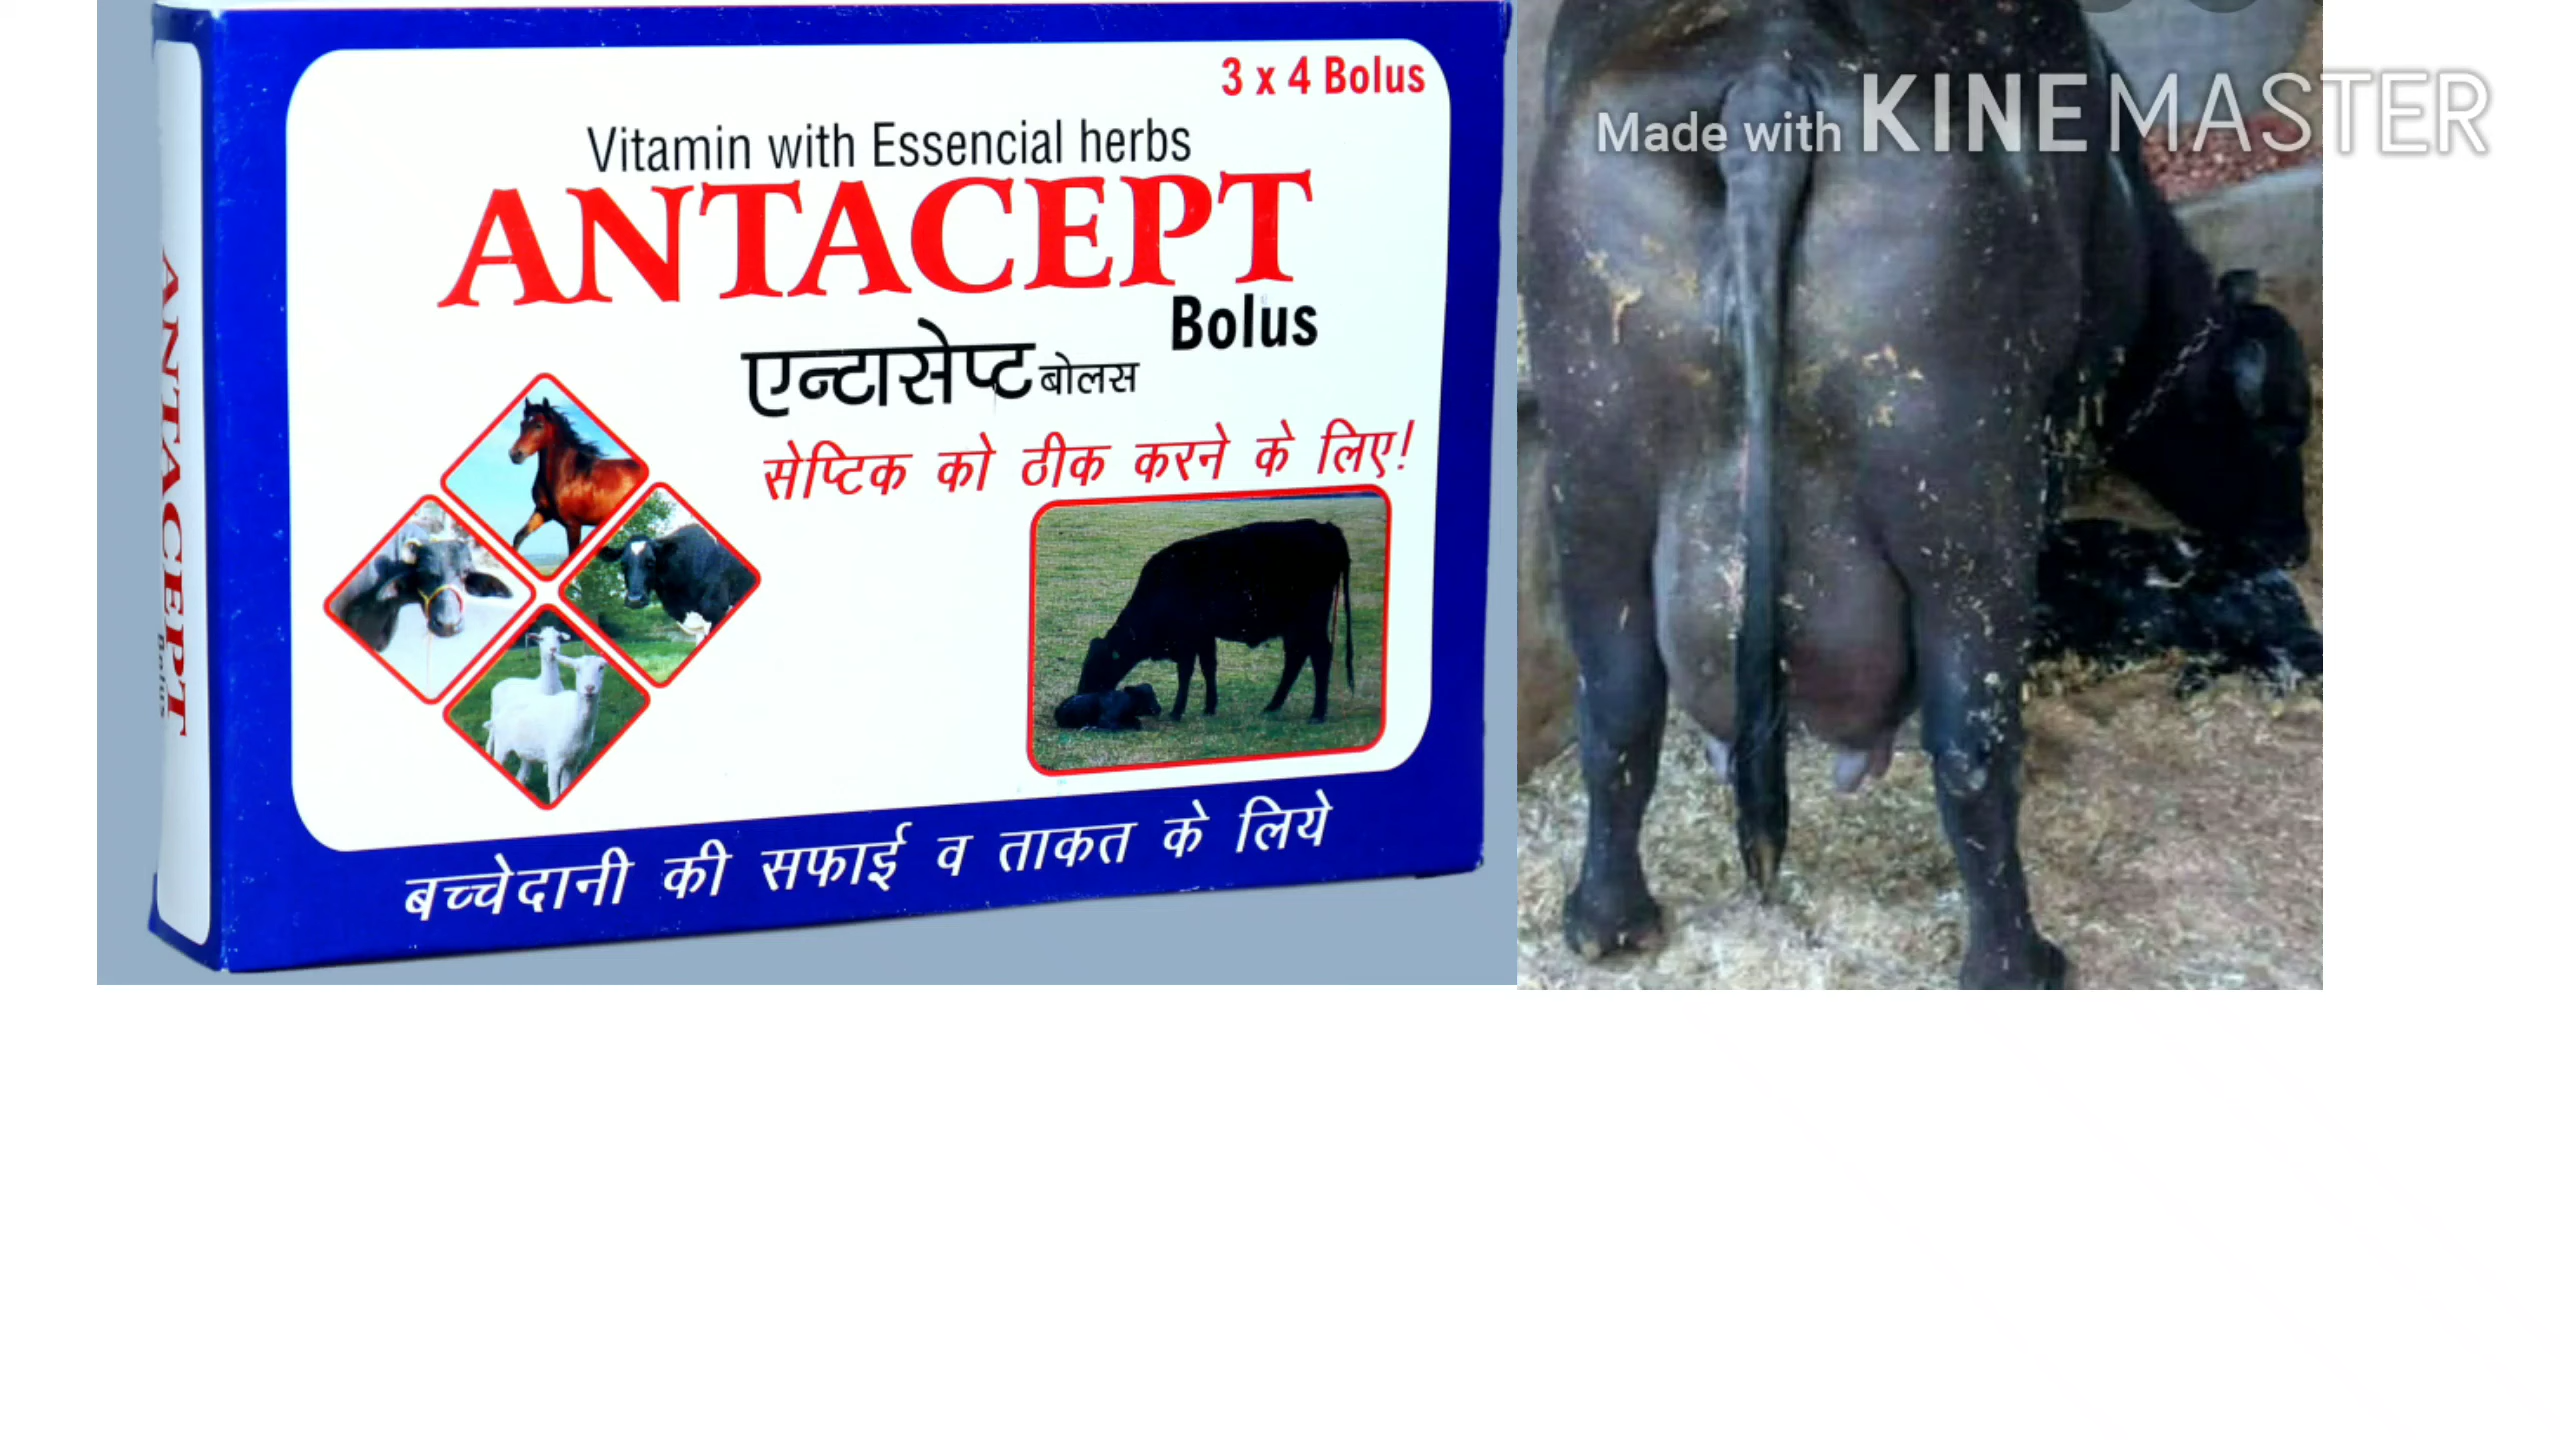 3 x 4 Bolus
Vitamin with Essencial herbs
ANTACEPT
Bolus
एन्टासेप्ट बोलस
सेप्टिक को ठीक करने के लिए!
बच्चेदानी की सफाई व ताकत के लिये
ANTACEPT
Bolus
Made with KINEMASTER